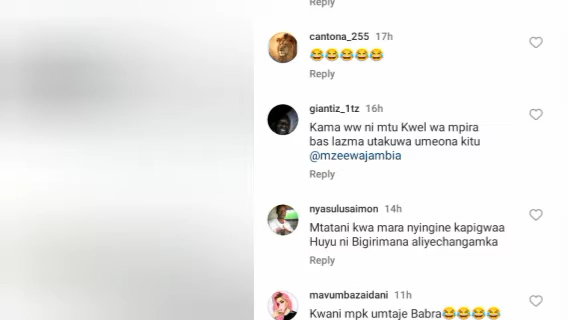 Reply
cantona_255 17h
😂😂😂😂😂
Reply
giantiz_1tz 16h
Kama ww ni mtu Kwel wa mpira
bas lazma utakuwa umeona kitu
@mzeewajambia
Reply
nyasulusaimon 14h
Mtatani kwa mara nyingine kapigwaa
Huyu ni Bigirimana aliyechangamka
Reply
mavumbazaidani 11h
Kwani mpk umtaje Babra😂😂😂😂